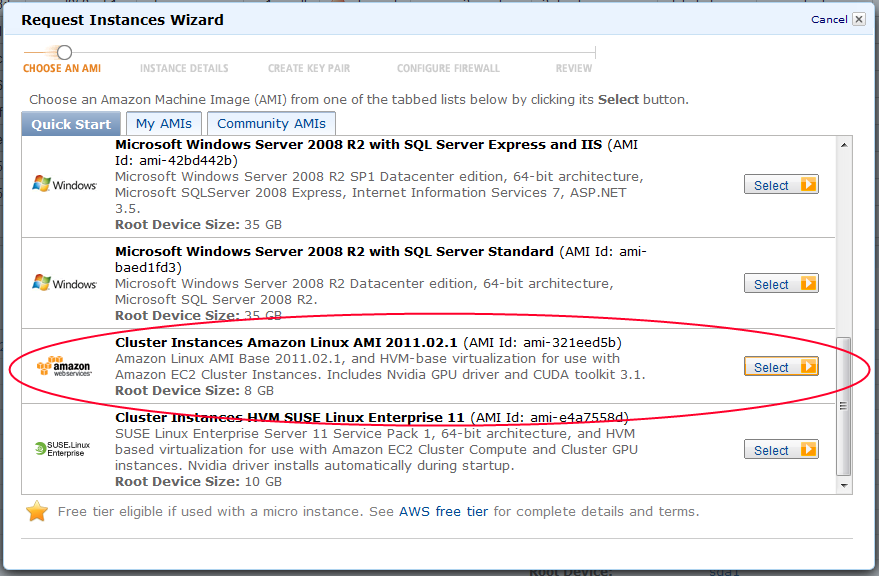 Request Instances Wizard
Cancel
CHOOSE AN AMI
INSTANCE DETAILS
CREATE KEY PAIR
CONFIGURE FIREWALL
REVIEW
Choose an Amazon Machine Image (AMI) from one of the tabbed lists below by clicking its Select button.
Quick Start
My AMIs
Community AMIs
Microsoft Windows Server 2008 R2 with SQL Server Express and IIS (AMI
Id: ami-42bd442b)
Microsoft Windows Server 2008 R2 SP1 Datacenter edition, 64-bit architecture,
Microsoft SQLServer 2008 Express, Internet Information Services 7, ASP.NET
3.5.
Root Device Size: 35 GB
Windows
Select
Microsoft Windows Server 2008 R2 with SQL Server Standard (AMI Id: ami-
baed1fd3)
Microsoft Windows Server 2008 R2 Datacenter edition, 64-bit architecture,
Microsoft SQL Server 2008 R2.
Root Device Size: 35 GB
Windows
Select
Cluster Instances Amazon Linux AMI 2011.02.1 (AMI Id: ami-321eed5b)
Amazon Linux AMI Base 2011.02.1, and HVM-base virtualization for use with
Amazon EC2 Cluster Instances. Includes Nvidia GPU driver and CUDA toolkit 3.1.
Root Device Size: 8 GB
amazon
webservices
Select
Cluster Instances HVM SUSE Linux Enterprise 11 (AMI Id: ami-e4a7558d)
SUSE Linux Enterprise Server 11 Service Pack 1, 64-bit architecture, and HVM
based virtualization for use with Amazon EC2 Cluster Compute and Cluster GPU
instances. Nvidia driver installs automatically during startup.
Root Device Size: 10 GB
SUSE.Linux
Enterprise
Select
Free tier eligible if used with a micro instance. See AWS free tier for complete details and terms.
Root Device:
sda1